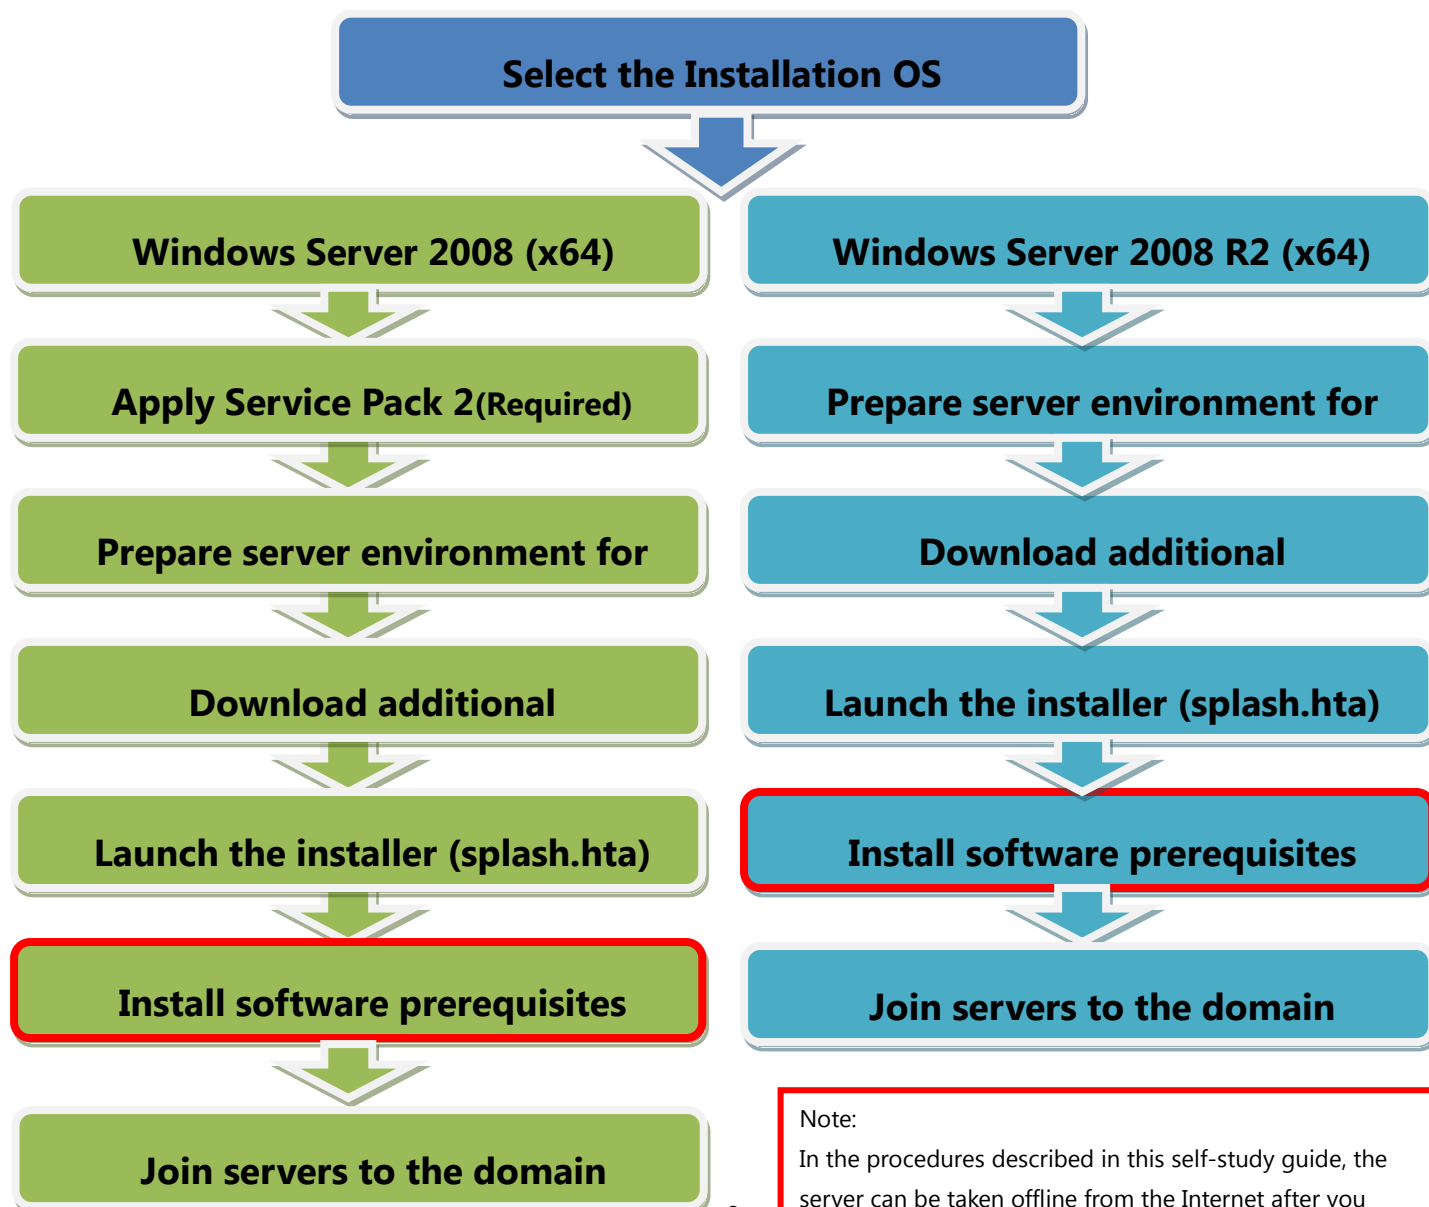 Select the Installation OS
Windows Server 2008 (x64)
Apply Service Pack 2(Required)
Prepare server environment for
Download additional
Launch the installer (splash.hta)
Install software prerequisites
Join servers to the domain
Windows Server 2008 R2 (x64)
Prepare server environment for
Download additional
Launch the installer (splash.hta)
Install software prerequisites
Join servers to the domain
Note:
In the procedures described in this self-study guide, the
server can be taken offline from the Internet after you